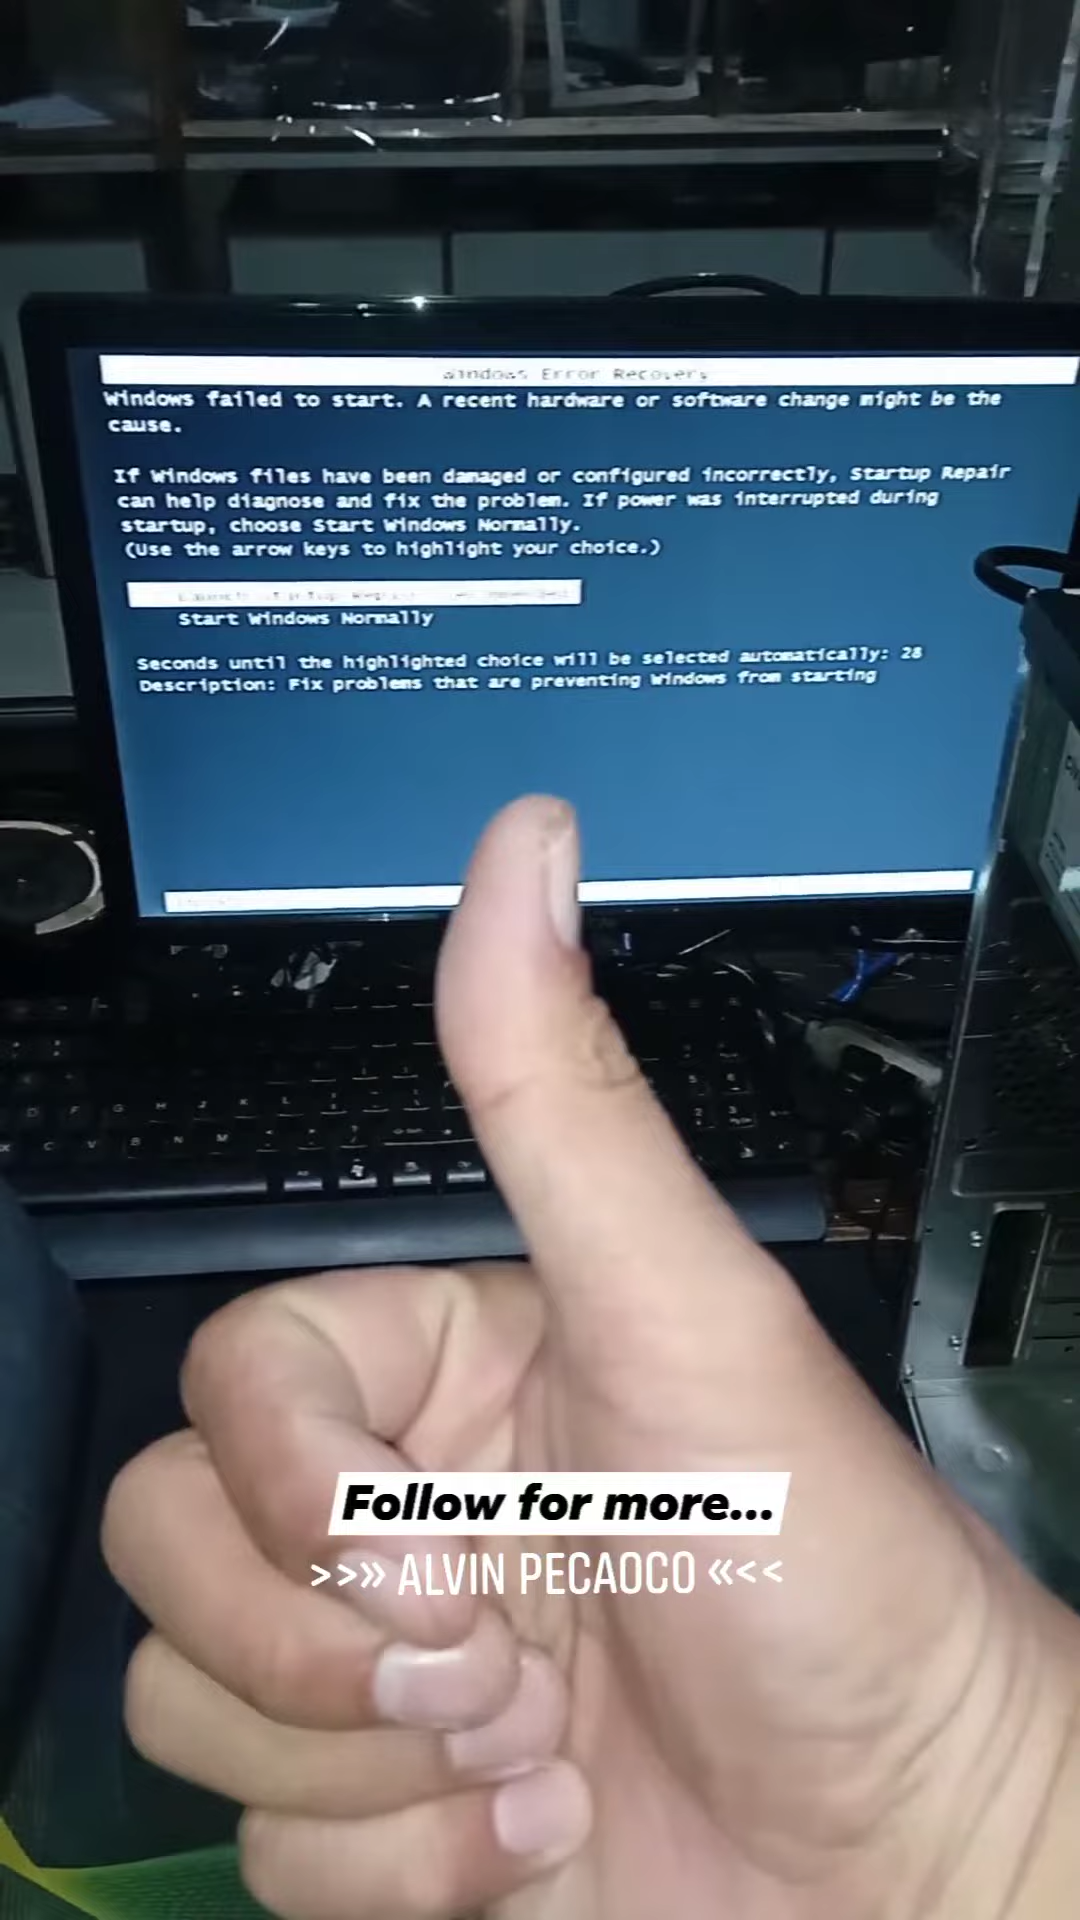 Windows Error Recovery
Windows failed to start. A recent hardware or software change might be the
cause.
If Windows files have been damaged or configured incorrectly, Startup Repair
can help diagnose and fix the problem. If power was interrupted during
startup, choose Start Windows Normally.
(Use the arrow keys to highlight your choice.)
Start Windows Normally
Seconds until the highlighted choice will be selected automatically: 28
Description: Fix problems that are preventing Windows from starting
Follow for more...
>>» ALVIN PECAOCO «<<